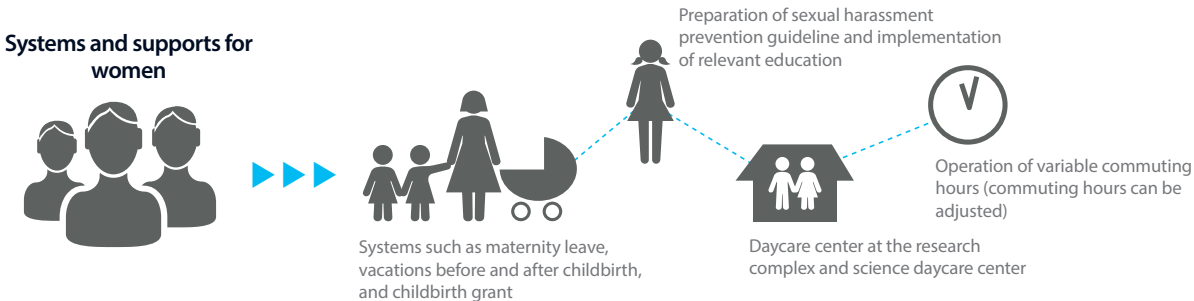 Systems and supports for
women
Systems such as maternity leave,
vacations before and after childbirth,
and childbirth grant
Preparation of sexual harassment
prevention guideline and implementation
of relevant education
Daycare center at the research
complex and science daycare center
Operation of variable commuting
hours (commuting hours can be
adjusted)